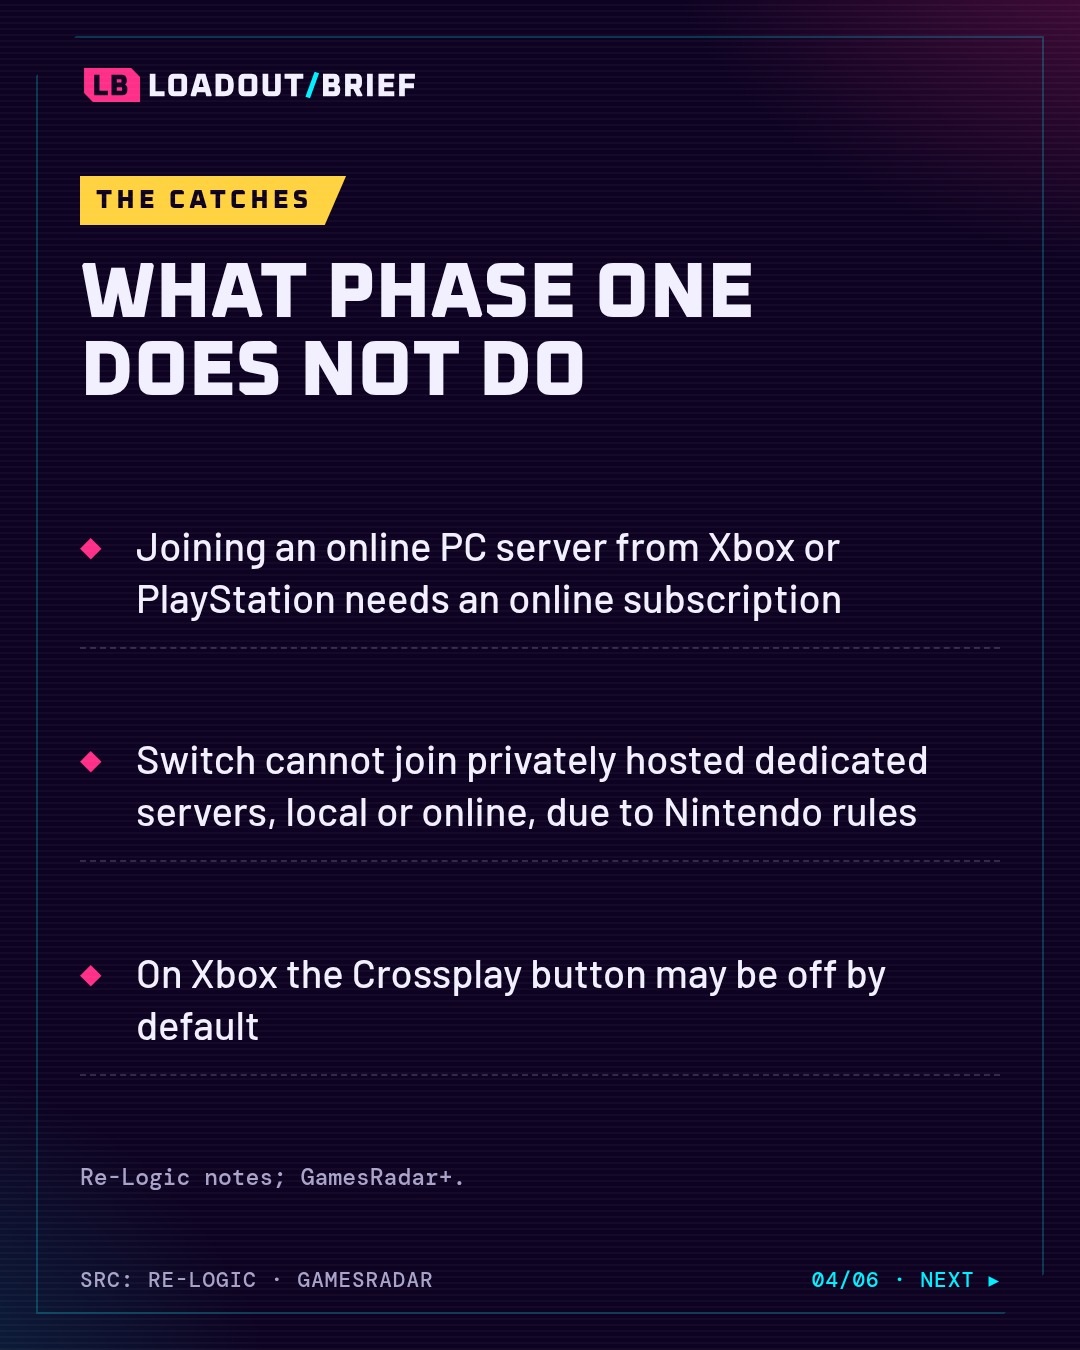 LB LOADOUT/BRIEF
THE CATCHES
WHAT PHASE ONE
DOES NOT DO
◆ Joining an online PC server from Xbox or
PlayStation needs an online subscription
◆ Switch cannot join privately hosted dedicated
servers, local or online, due to Nintendo rules
◆ On Xbox the Crossplay button may be off by
default
Re-Logic notes; GamesRadar+.
SRC: RE-LOGIC · GAMESRADAR
04/06 · NEXT ▶